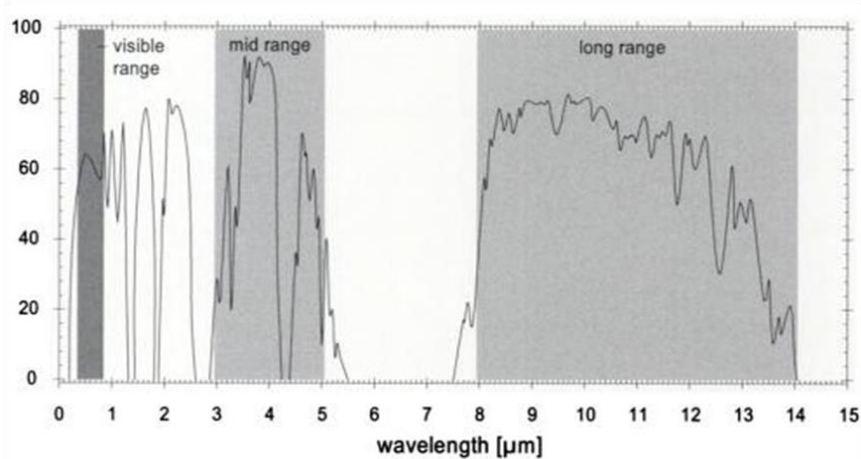 100
80
60
40
20
0
visible
range
mid range
long range
0 1 2 3 4 5 6 7 8 9 10 11 12 13 14 15
wavelength [µm]